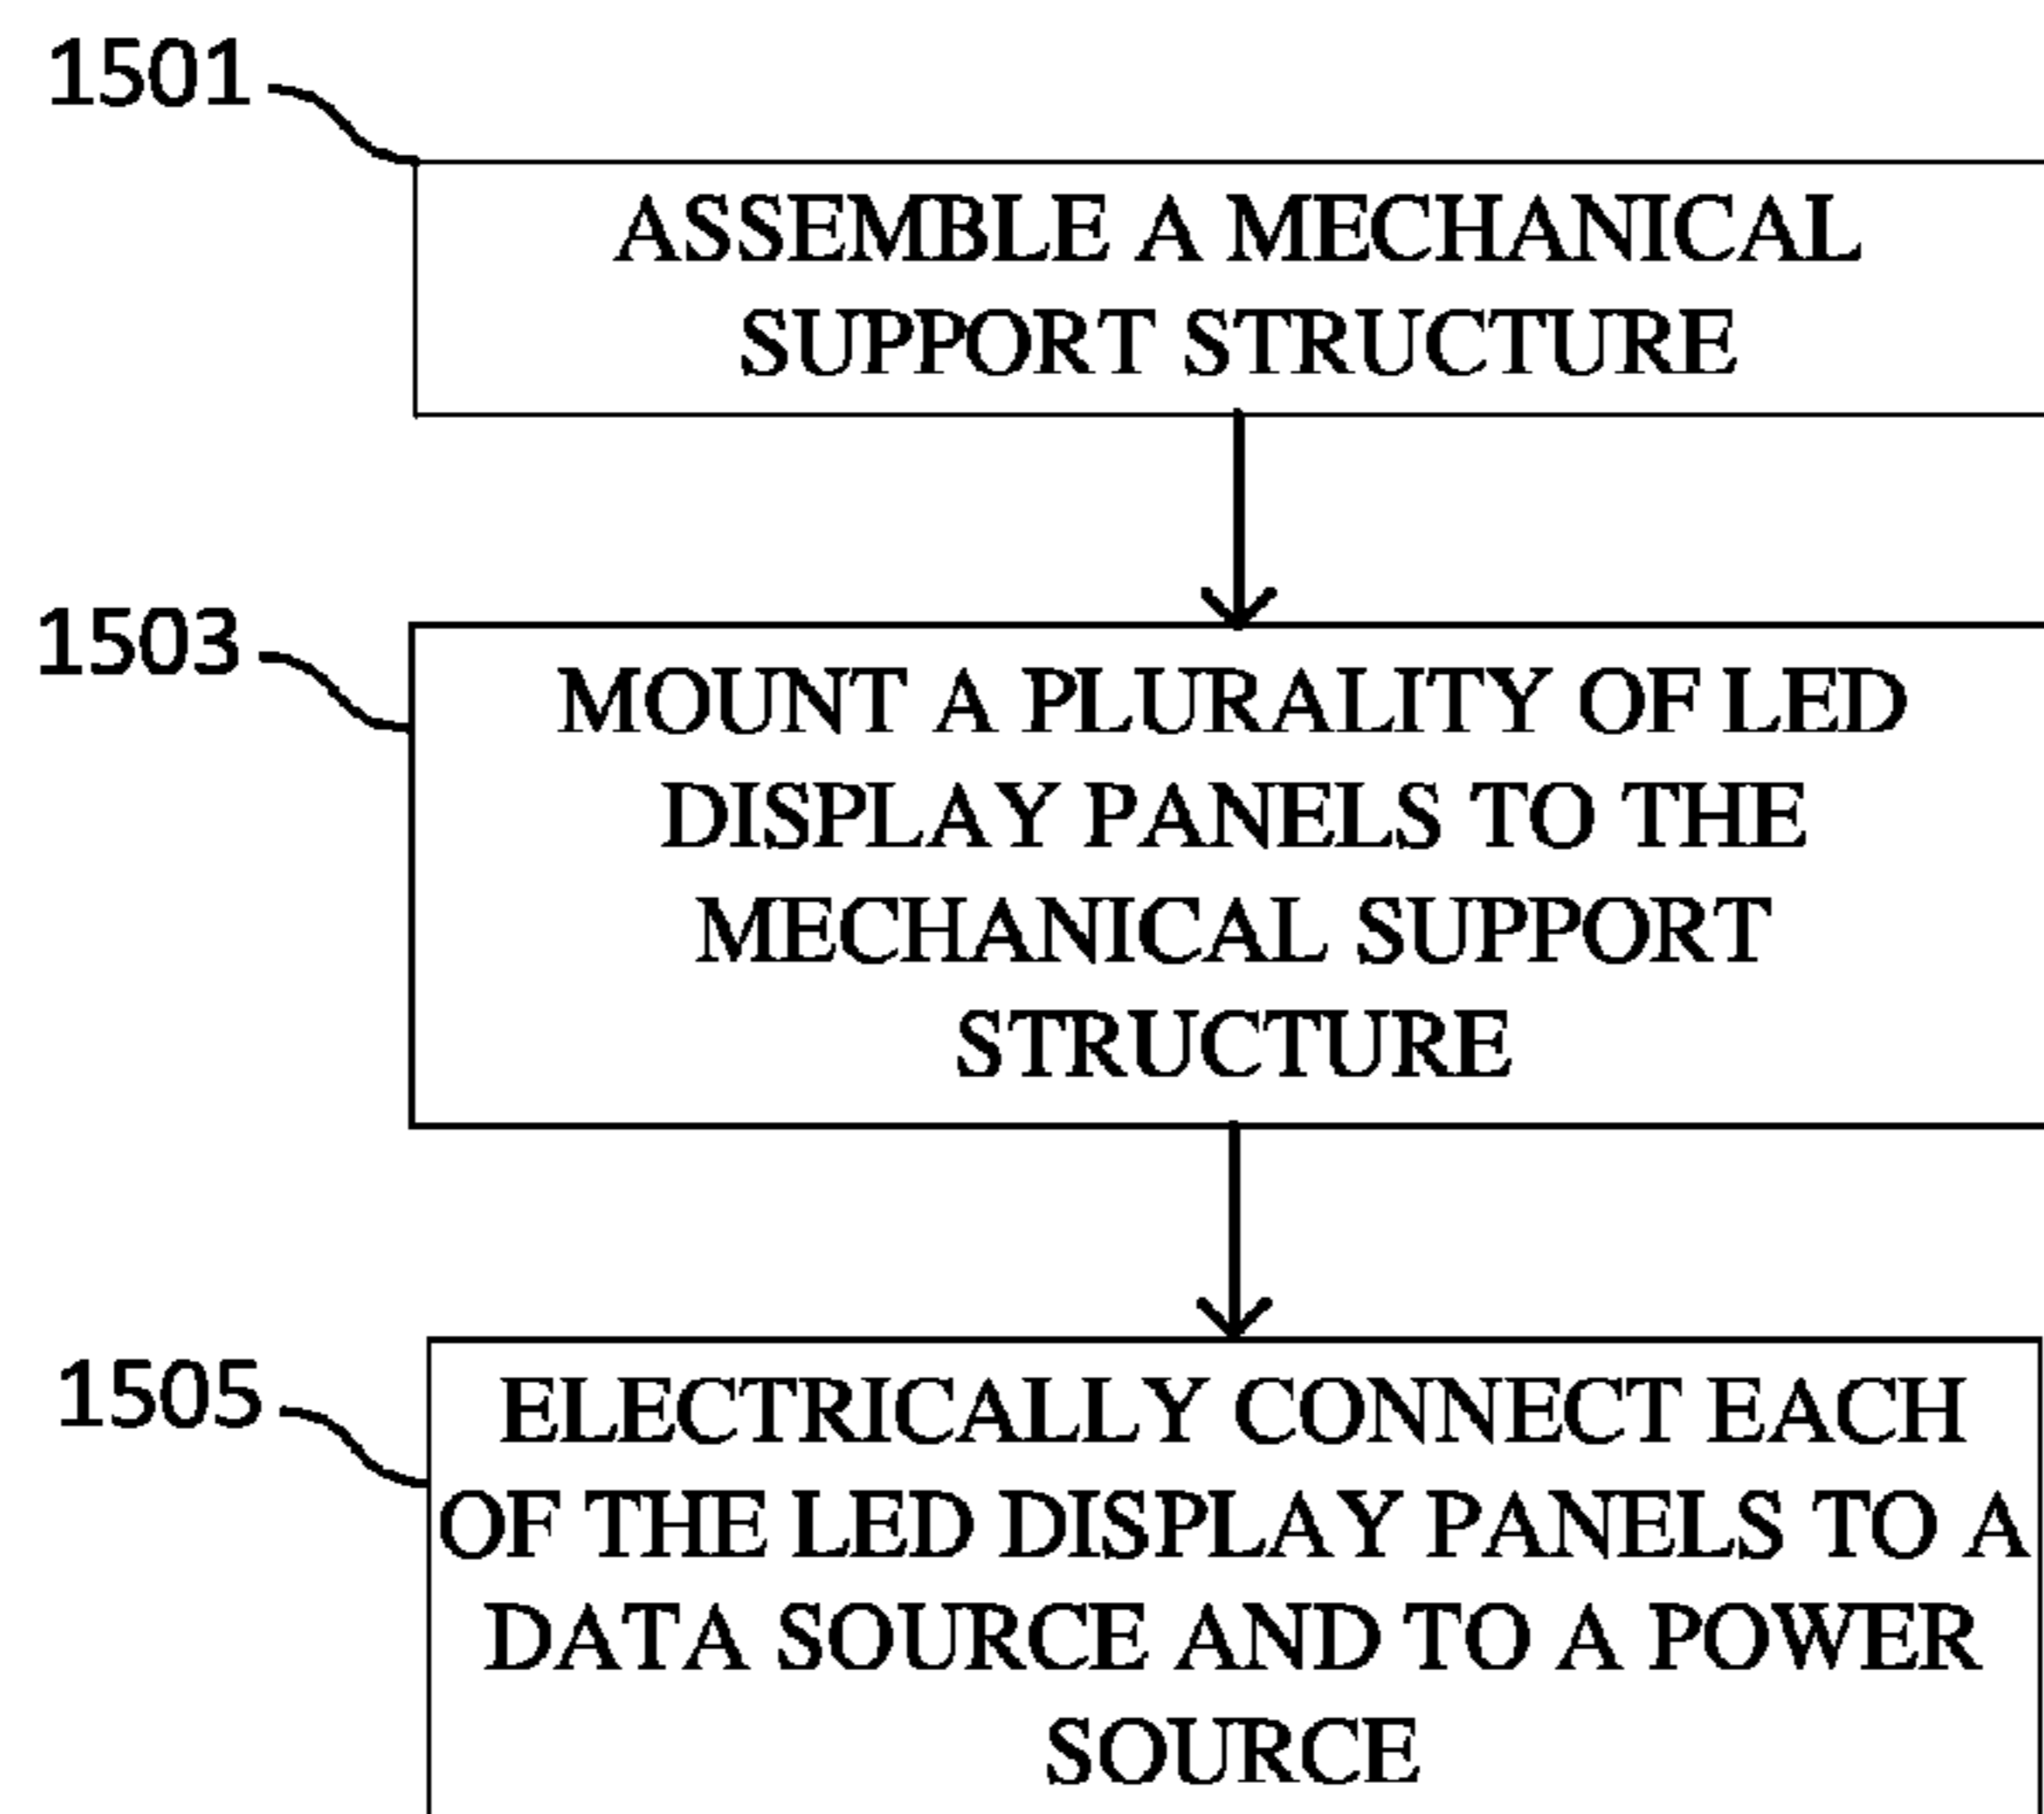 1501
ASSEMBLE A MECHANICAL
SUPPORT STRUCTURE
1503
MOUNT A PLURALITY OF LED
DISPLAY PANELS TO THE
MECHANICAL SUPPORT
STRUCTURE
1505
ELECTRICALLY CONNECT EACH
OF THE LED DISPLAY PANELS TO A
DATA SOURCE AND TO A POWER
SOURCE